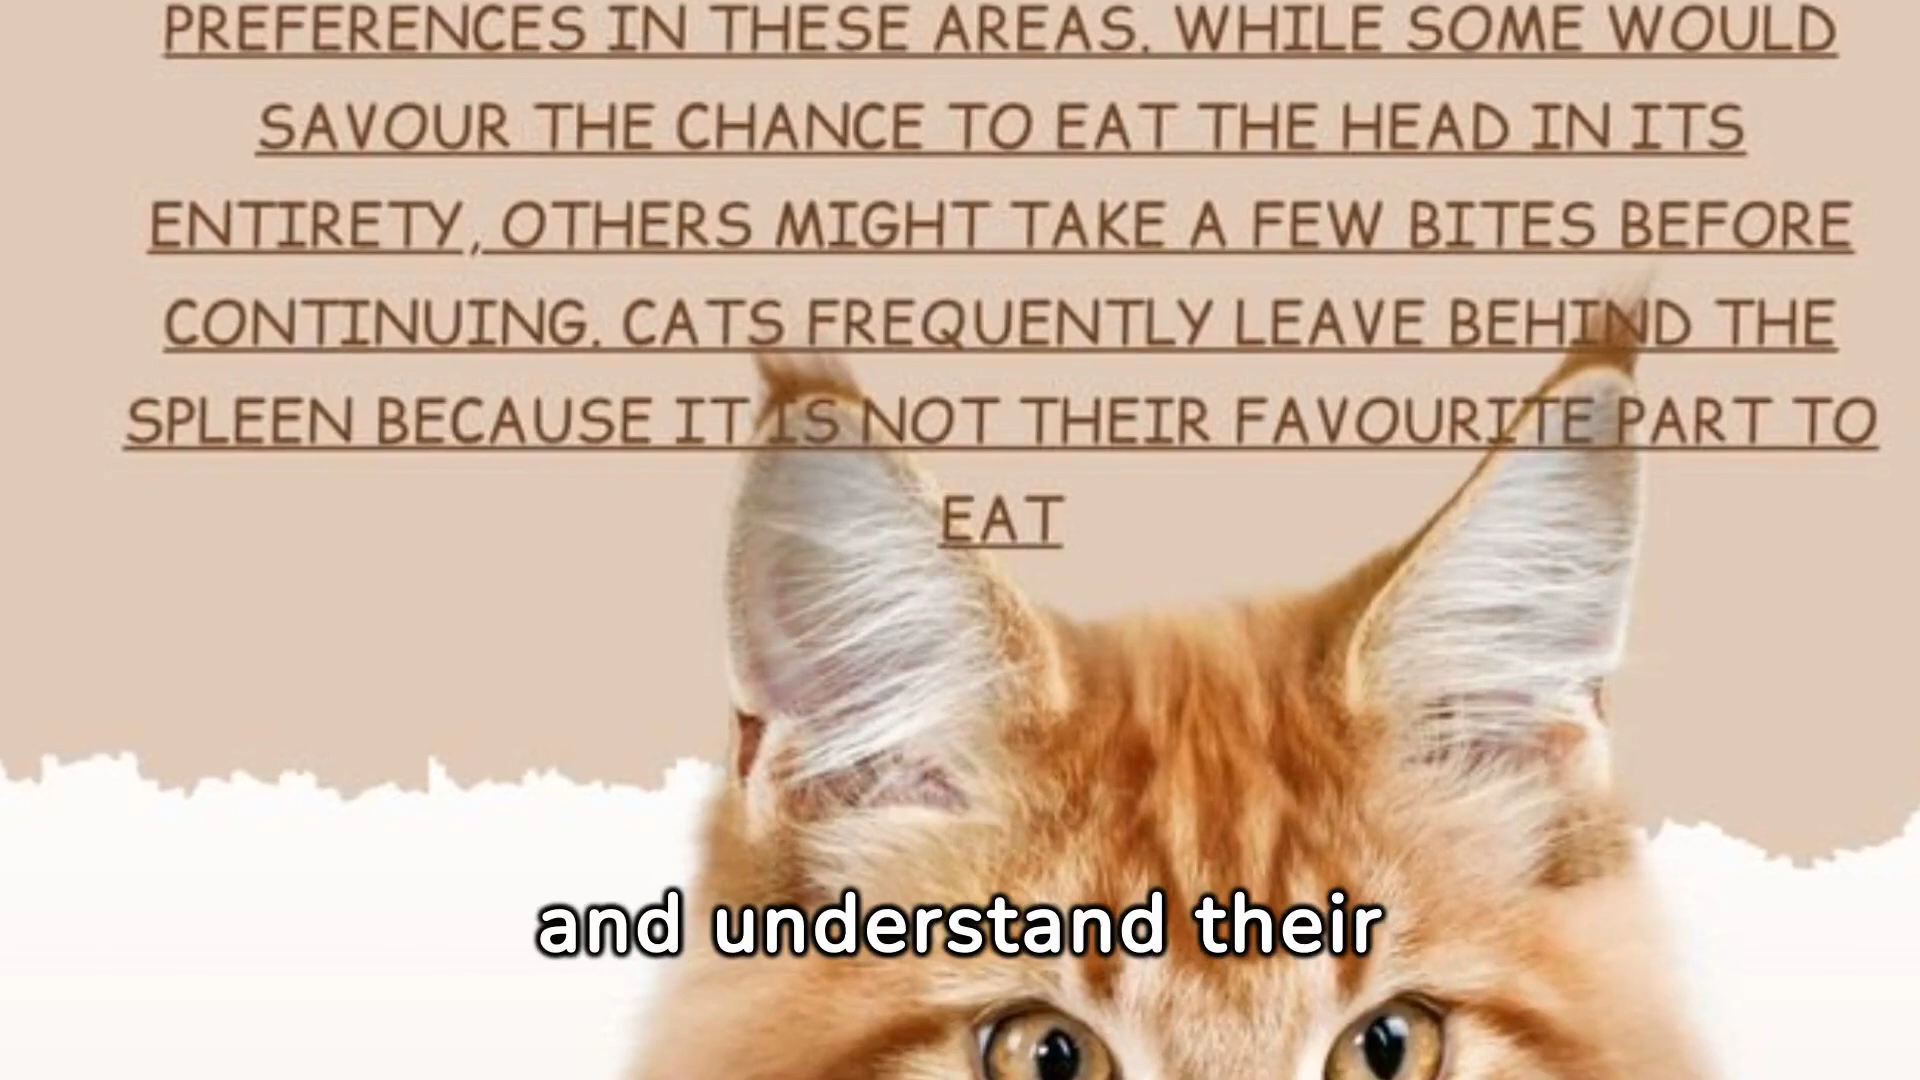 PREFERENCES IN THESE AREAS. WHILE SOME WOULD
SAVOUR THE CHANCE TO EAT THE HEAD IN ITS
ENTIRETY, OTHERS MIGHT TAKE A FEW BITES BEFORE
CONTINUING. CATS FREQUENTLY LEAVE BEHIND THE
SPLEEN BECAUSE IT IS NOT THEIR FAVOURITE PART TO
EAT
and understand their